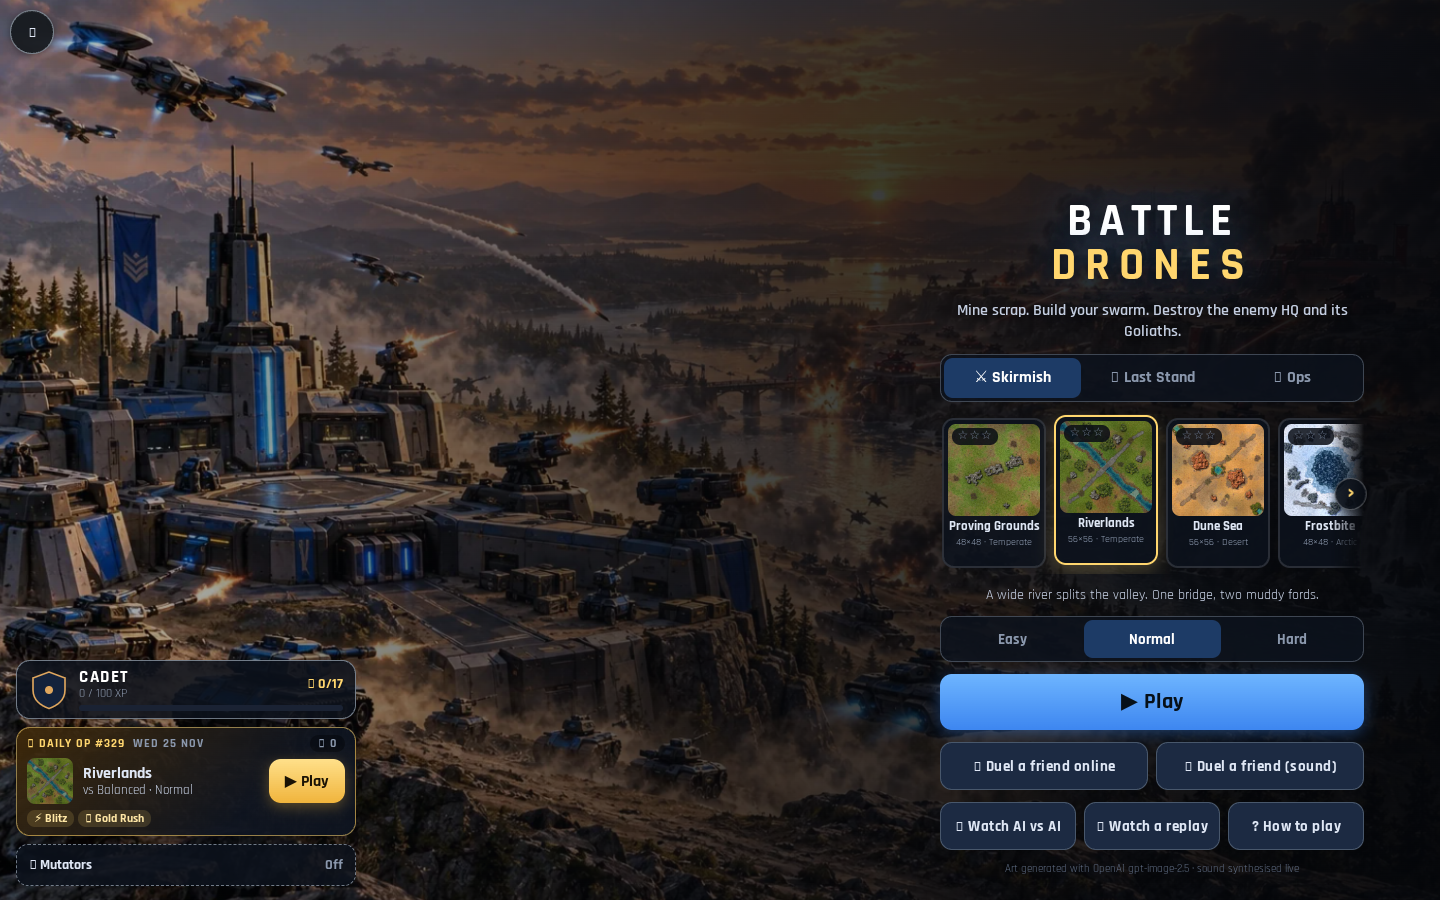 BATTLE
DRONES
Mine scrap. Build your swarm. Destroy the enemy HQ and its
Goliaths.
⚔ Skirmish
Last Stand
Ops
☆☆☆
☆☆☆
☆☆☆
☆☆☆
Proving Grounds
48×48 · Temperate
Riverlands
56×56 · Temperate
Dune Sea
56×56 · Desert
Frostbite
48×48 · Arctic
›
A wide river splits the valley. One bridge, two muddy fords.
Easy
Normal
Hard
▶ Play
Duel a friend online
Duel a friend (sound)
Watch AI vs AI
Watch a replay
? How to play
Art generated with OpenAI gpt-image-2.5 · sound synthesised live
CADET
0 / 100 XP
0/17
DAILY OP #329 WED 25 NOV
0
Riverlands
vs Balanced · Normal
▶ Play
⚡ Blitz
Gold Rush
Mutators
Off